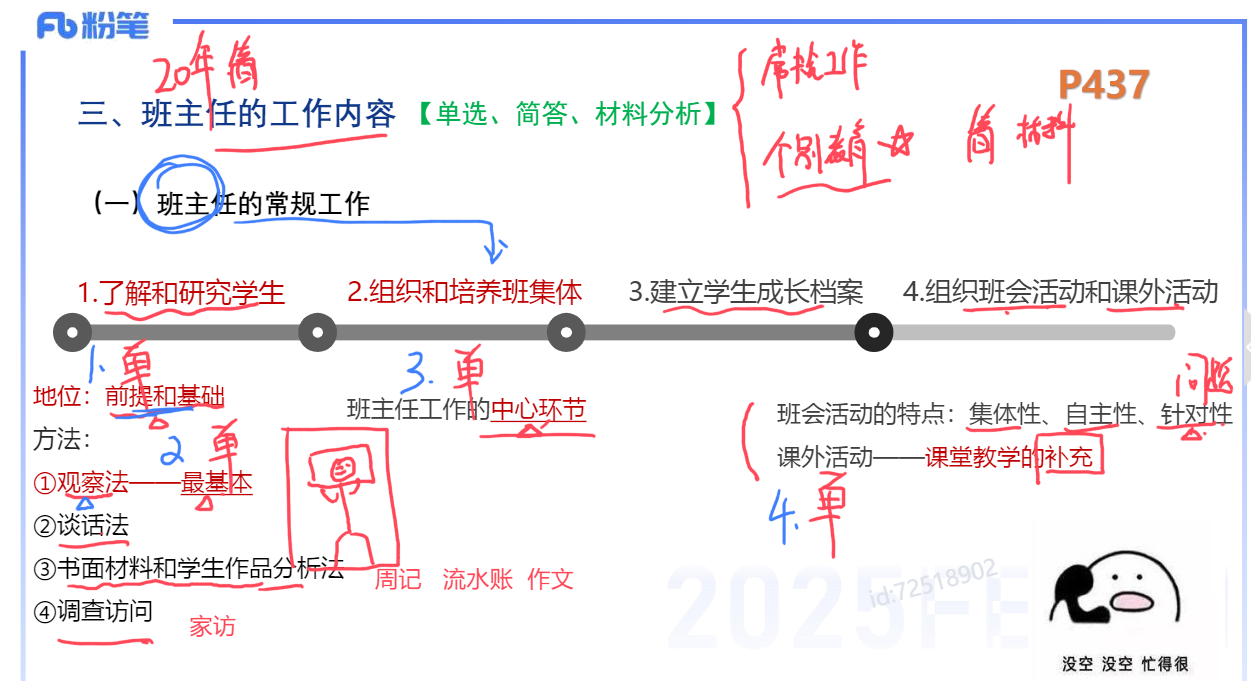 粉笔
20年前
三、班主任的工作内容 【单选、简答、材料分析】
常规工作
个别教育
材料
P437
(一)班主任的常规工作
1.了解和研究学生
2.组织和培养班集体
3.建立学生成长档案
4.组织班会活动和课外活动
1. 单
地位：前提和基础
方法：
2 单
①观察法——最基本
②谈话法
③书面材料和学生作品分析法
周记 流水账 作文
④调查访问
家访
3. 单
班主任工作的中心环节
问题
班会活动的特点：集体性、自主性、针对性
课外活动——课堂教学的补充
4. 单
id:72518902
2025FE
没空 没空 忙得很